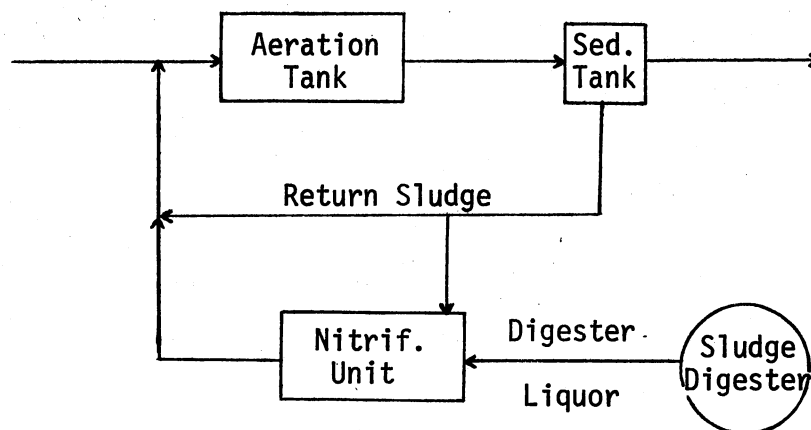 Aeration
Tank
Sed.
Tank
Return Sludge
Nitrif.
Unit
Digester
Liquor
Sludge
Digester